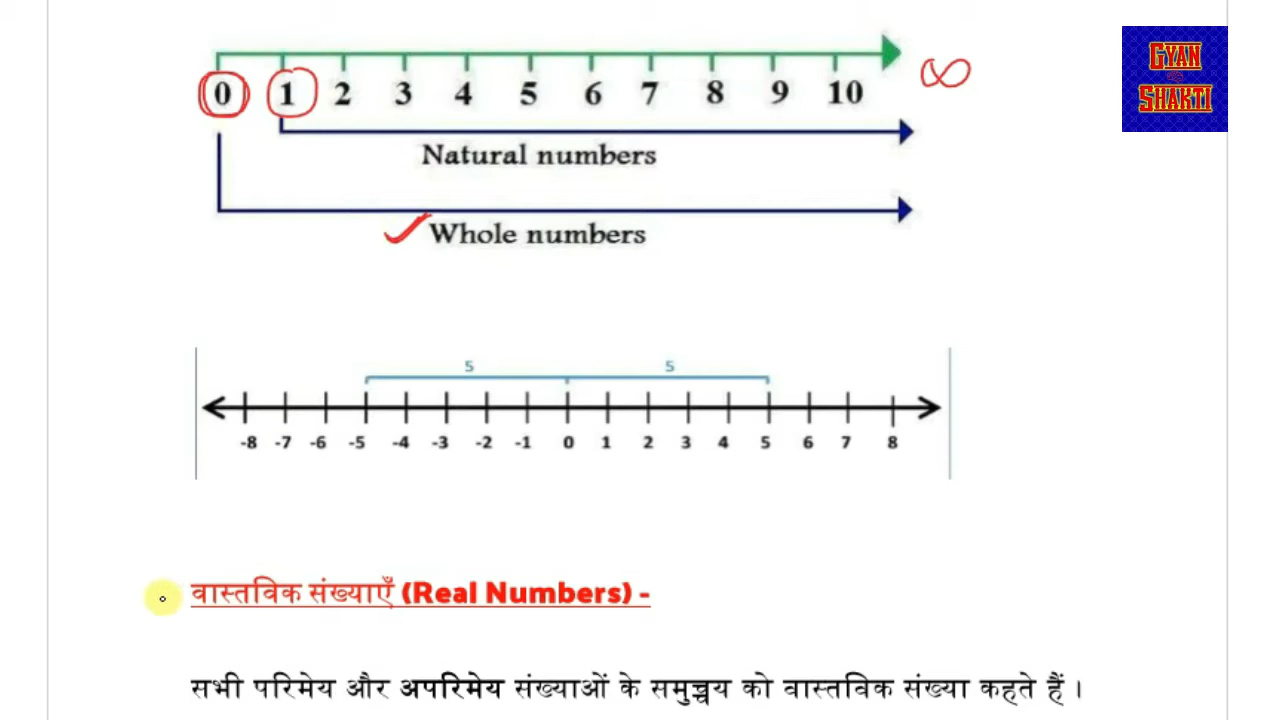 0 1 2 3 4 5 6 7 8 9 10 ∞
GYAN
SHAKTI
Natural numbers
Whole numbers
5 5
-8 -7 -6 -5 -4 -3 -2 -1 0 1 2 3 4 5 6 7 8
वास्तविक संख्याएँ (Real Numbers) -
सभी परिमेय और अपरिमेय संख्याओं के समुच्चय को वास्तविक संख्या कहते हैं ।